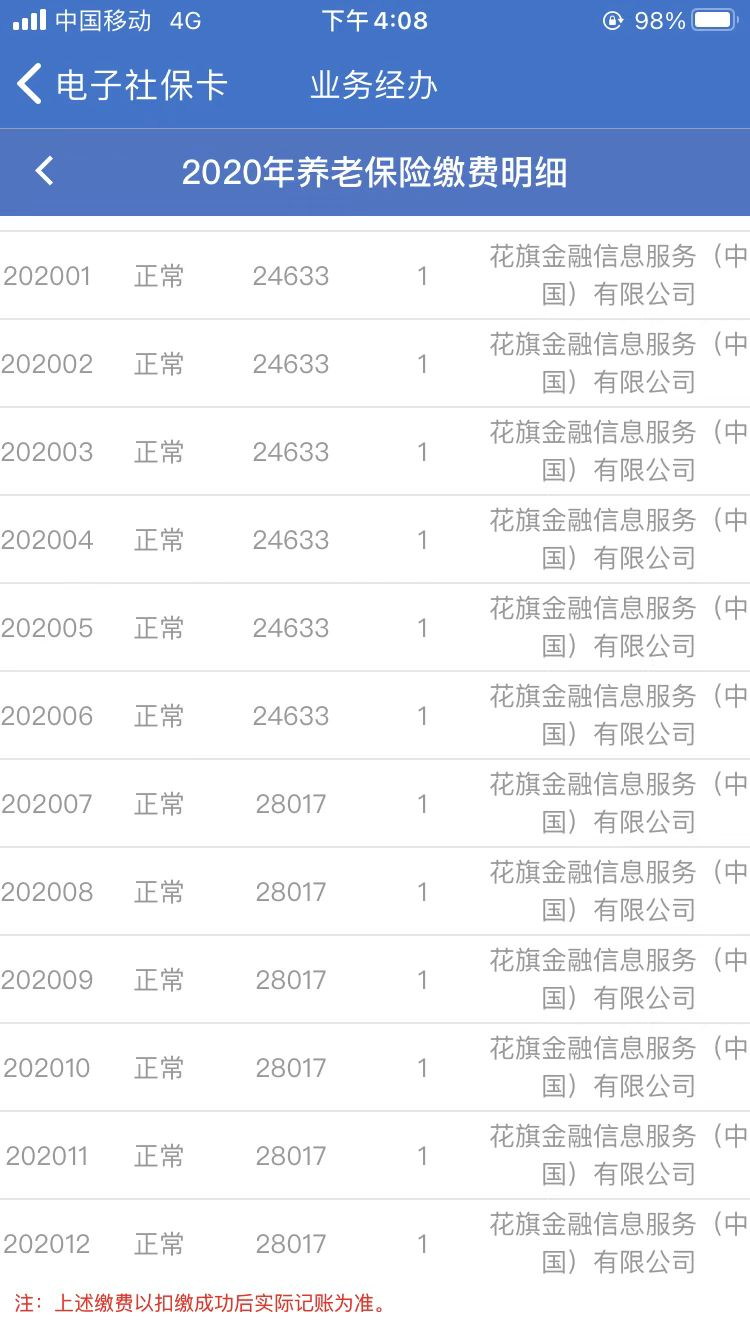 中国移动 4G 下午4:08 98%
电子社保卡 业务经办
2020年养老保险缴费明细
202001 正常 24633 1 花旗金融信息服务（中
国）有限公司
202002 正常 24633 1 花旗金融信息服务（中
国）有限公司
202003 正常 24633 1 花旗金融信息服务（中
国）有限公司
202004 正常 24633 1 花旗金融信息服务（中
国）有限公司
202005 正常 24633 1 花旗金融信息服务（中
国）有限公司
202006 正常 24633 1 花旗金融信息服务（中
国）有限公司
202007 正常 28017 1 花旗金融信息服务（中
国）有限公司
202008 正常 28017 1 花旗金融信息服务（中
国）有限公司
202009 正常 28017 1 花旗金融信息服务（中
国）有限公司
202010 正常 28017 1 花旗金融信息服务（中
国）有限公司
202011 正常 28017 1 花旗金融信息服务（中
国）有限公司
202012 正常 28017 1 花旗金融信息服务（中
国）有限公司
注：上述缴费以扣缴成功后实际记账为准。